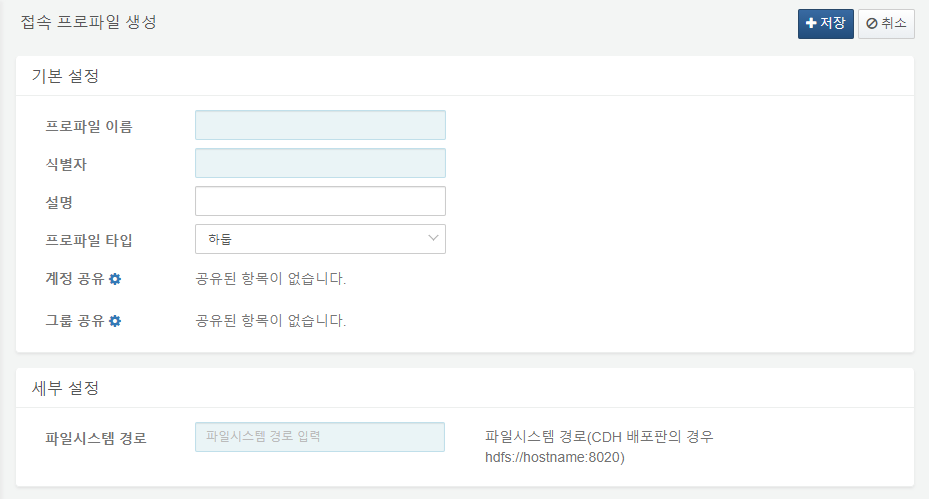 접속 프로파일 생성
저장
취소
기본 설정
프로파일 이름
식별자
설명
프로파일 타입
하둡
계정 공유
공유된 항목이 없습니다.
그룹 공유
공유된 항목이 없습니다.
세부 설정
파일시스템 경로
파일시스템 경로 입력
파일시스템 경로(CDH 배포판의 경우
hdfs://hostname:8020)